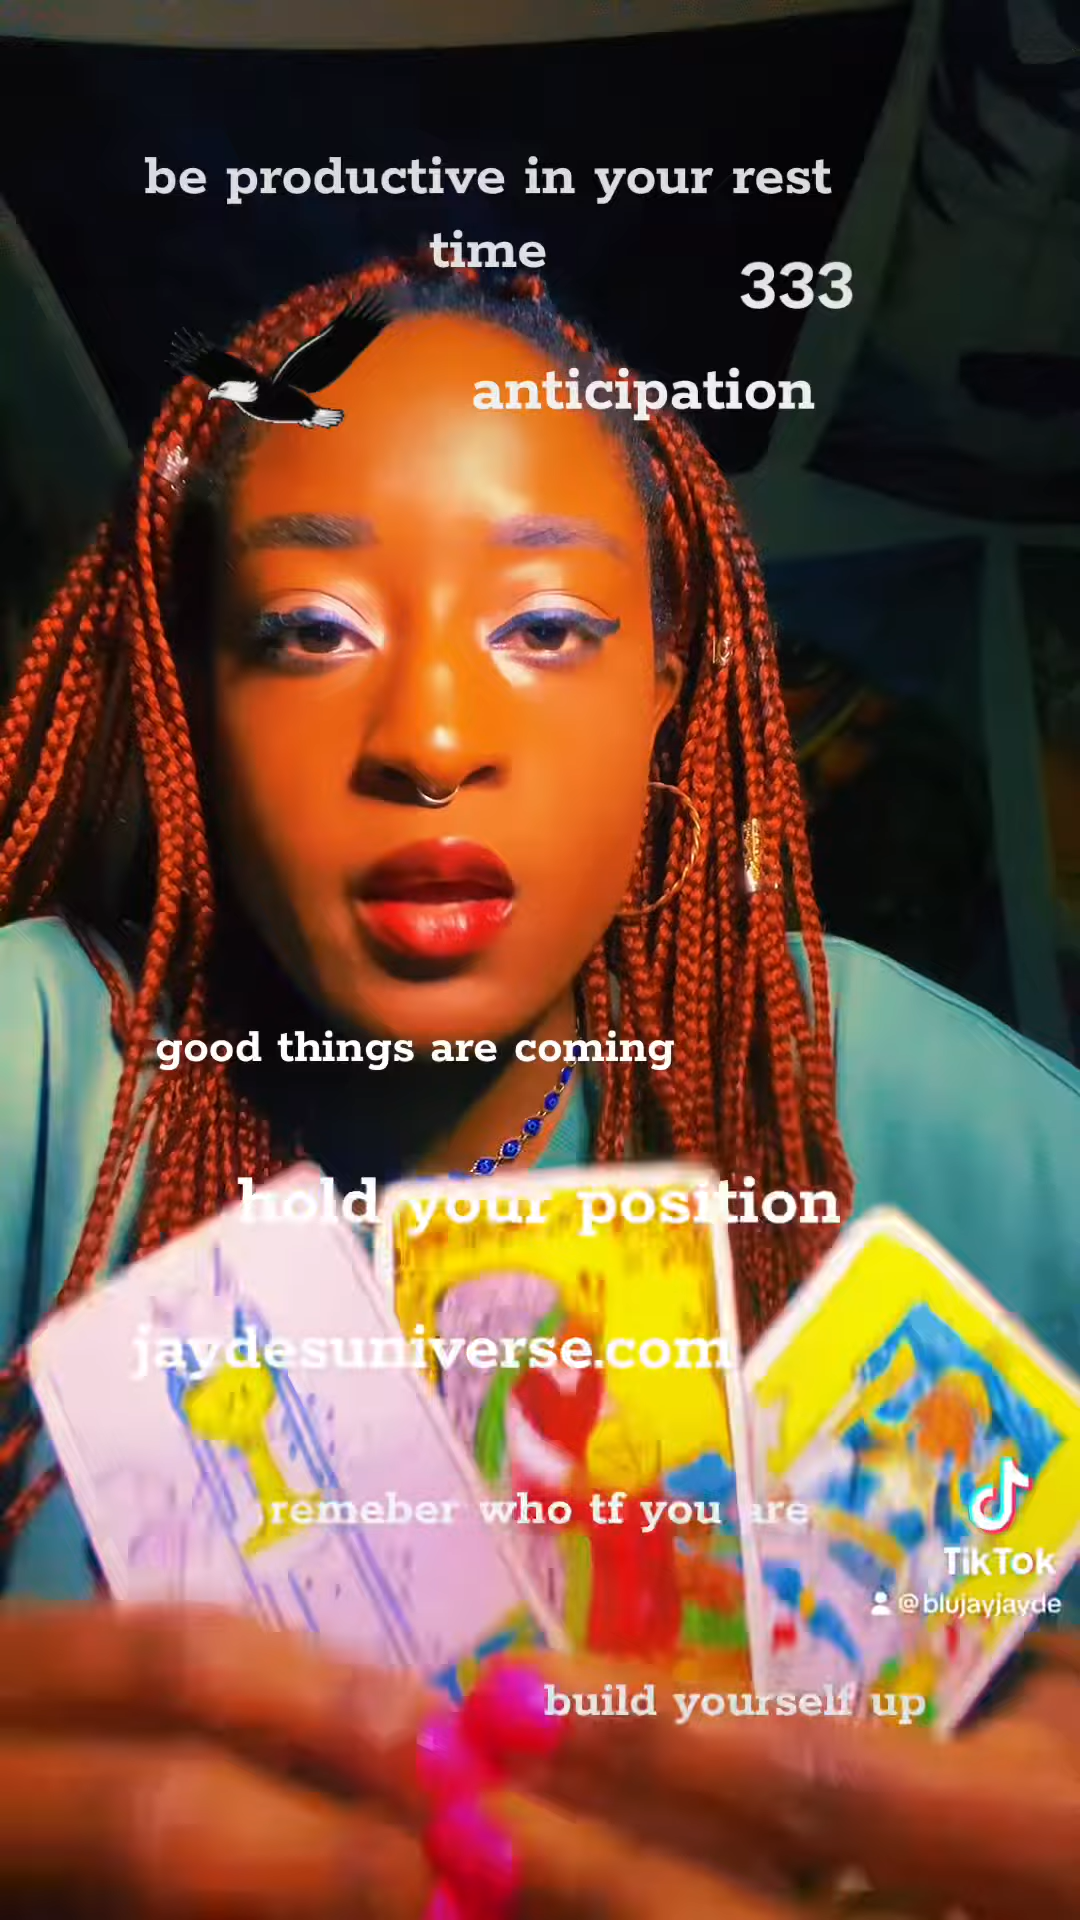 be productive in your rest
time
333
anticipation
good things are coming
hold your position
jaydesuniverse.com
remeber who tf you are
TikTok
@blujayjayde
build yourself up